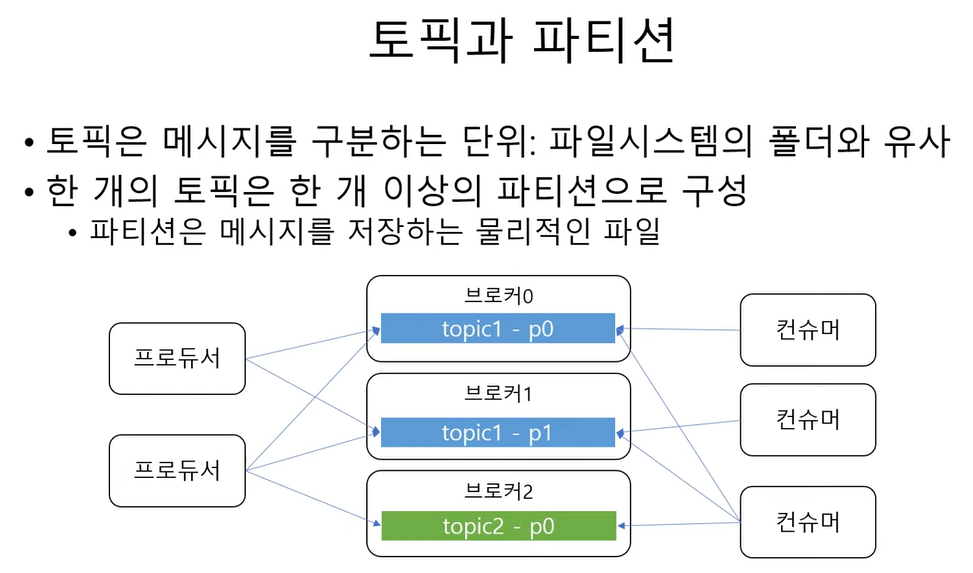 토픽과 파티션
• 토픽은 메시지를 구분하는 단위: 파일시스템의 폴더와 유사
• 한 개의 토픽은 한 개 이상의 파티션으로 구성
• 파티션은 메시지를 저장하는 물리적인 파일
브로커0
topic1 - p0
브로커1
topic1 - p1
브로커2
topic2 - p0
프로듀서
프로듀서
컨슈머
컨슈머
컨슈머